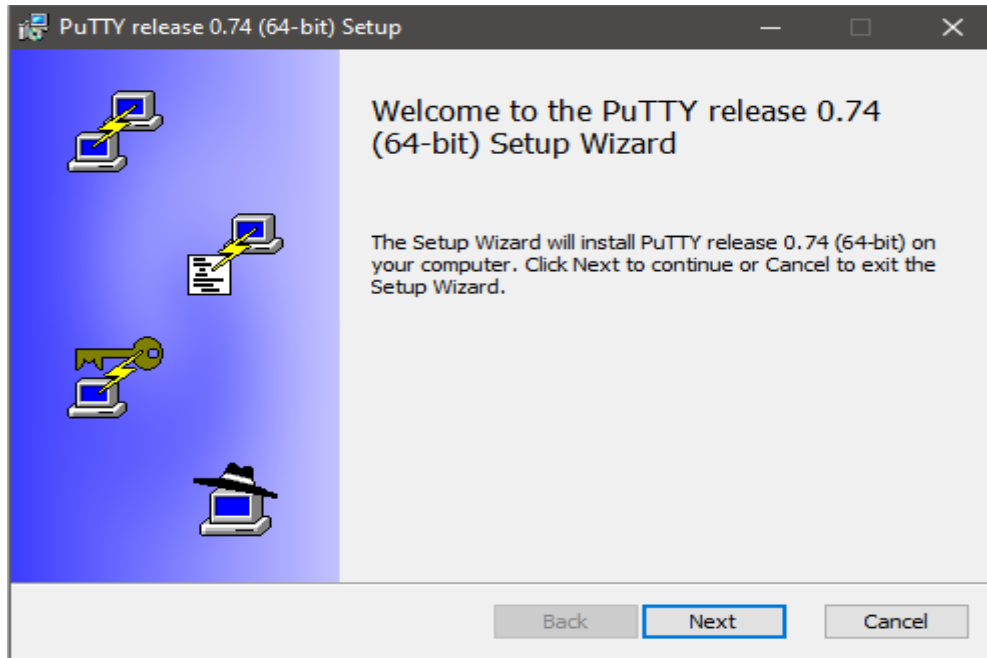 PuTTY release 0.74 (64-bit) Setup
Welcome to the PuTTY release 0.74
(64-bit) Setup Wizard
The Setup Wizard will install PuTTY release 0.74 (64-bit) on
your computer. Click Next to continue or Cancel to exit the
Setup Wizard.
Back Next Cancel